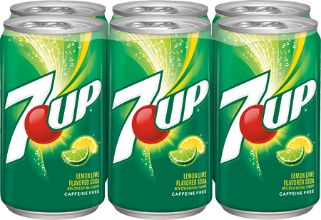 7UP 7UP 7UP
LEMON LIME LEMON LIME LEMON LIME
FLAVORED SODA FLAVORED SODA FLAVORED SODA
CAFFEINE FREE CAFFEINE FREE CAFFEINE FREE